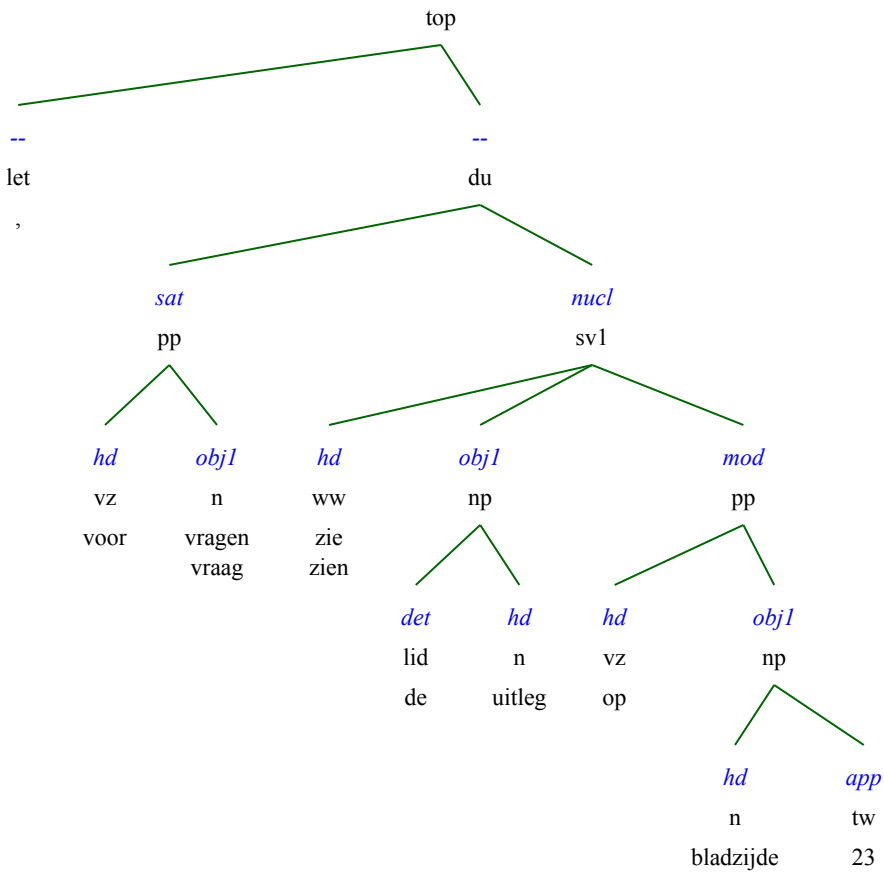 top
-- --
let du
,
sat nucl
pp sv1
hd obj1 hd obj1 mod
vz n ww np pp
voor vragen zie
vraag zien
det hd hd obj1
lid n vz np
de uitleg op
hd app
n tw
bladzijde 23